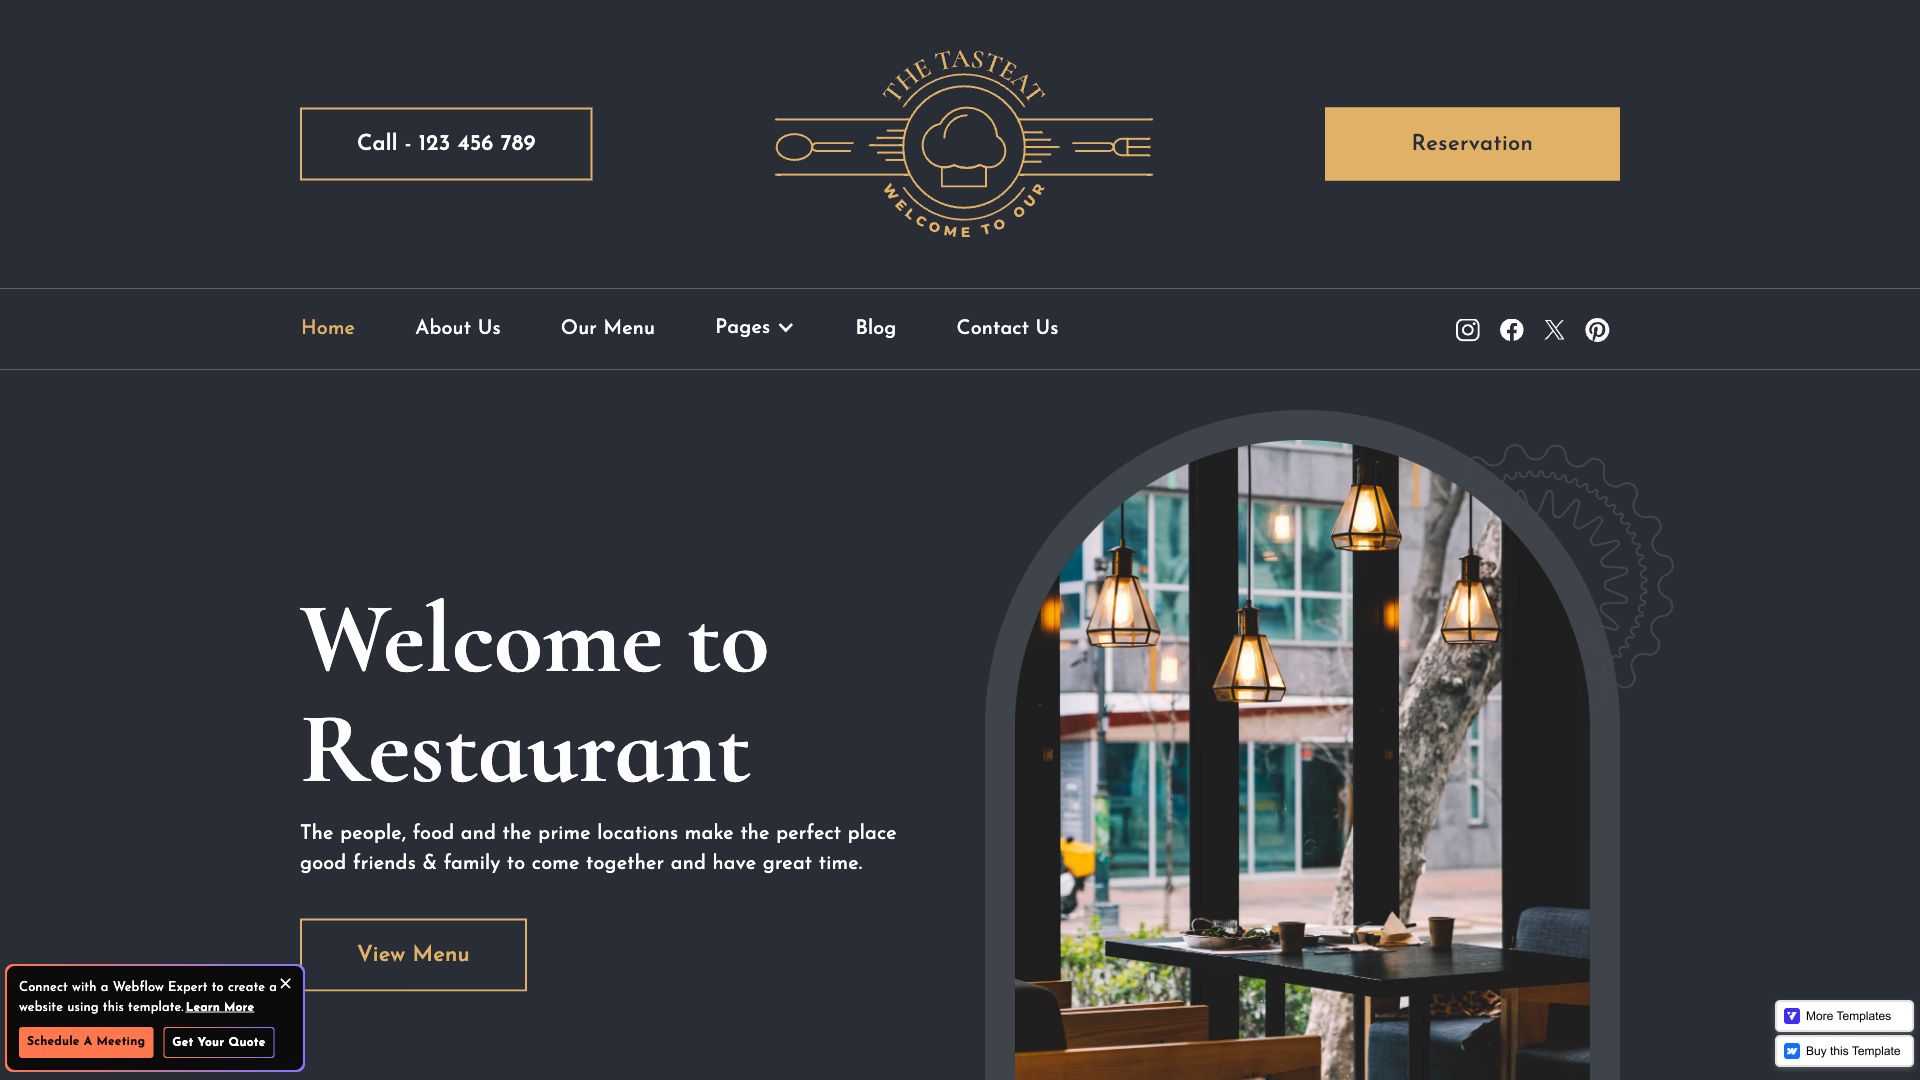 THE TASTEAT
WELCOME TO OUR
Call - 123 456 789
Reservation
Home
About Us
Our Menu
Pages
Blog
Contact Us
Welcome to
Restaurant
The people, food and the prime locations make the perfect place
good friends & family to come together and have great time.
View Menu
Connect with a Webflow Expert to create a
website using this template. Learn More
Schedule A Meeting
Get Your Quote
More Templates
Buy this Template